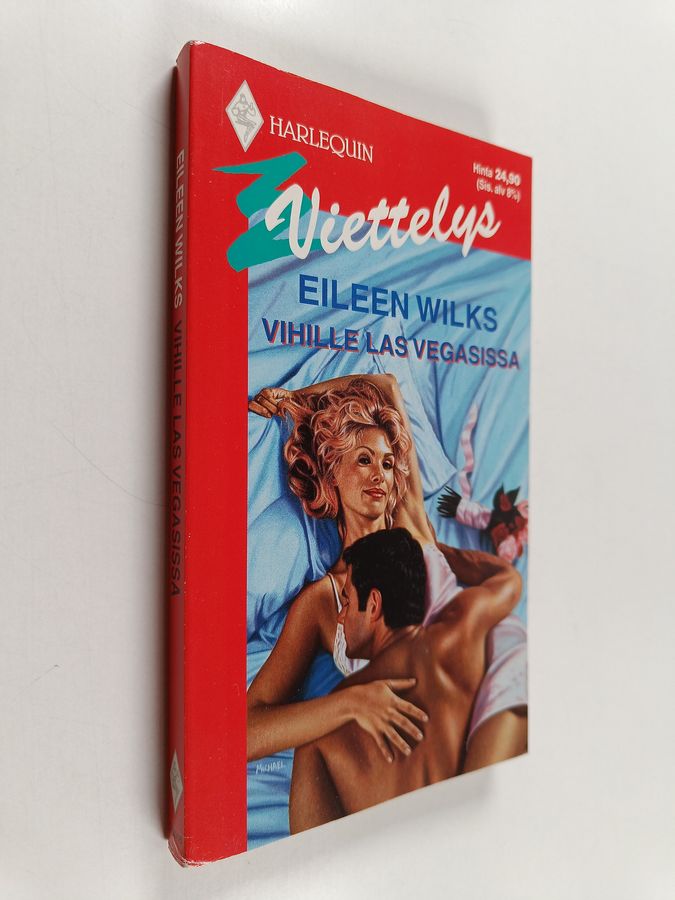 HARLEQUIN
Hinta 24,90
(Sis. alv 8%)
Viettelys
EILEEN WILKS
VIHILLE LAS VEGASISSA
MICHAEL
EILEEN WILKS VIHILLE LAS VEGASISSA